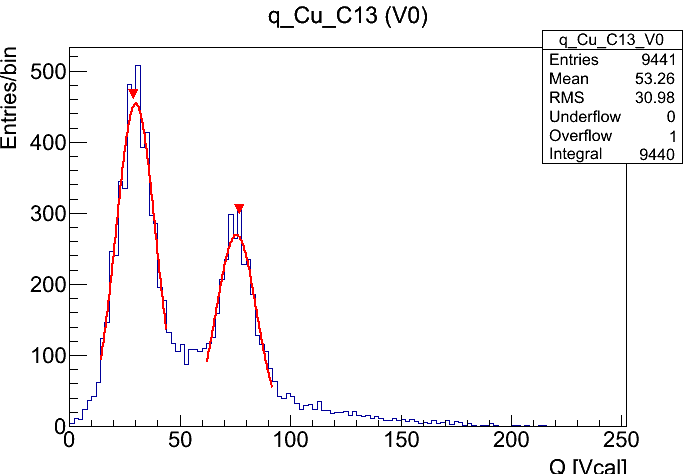 q_Cu_C13 (V0)
q_Cu_C13_V0
Entries 9441
Mean 53.26
RMS 30.98
Underflow 0
Overflow 1
Integral 9440
Entries/bin
500
400
300
200
100
0
0 50 100 150 200 250
Q [Vcal]